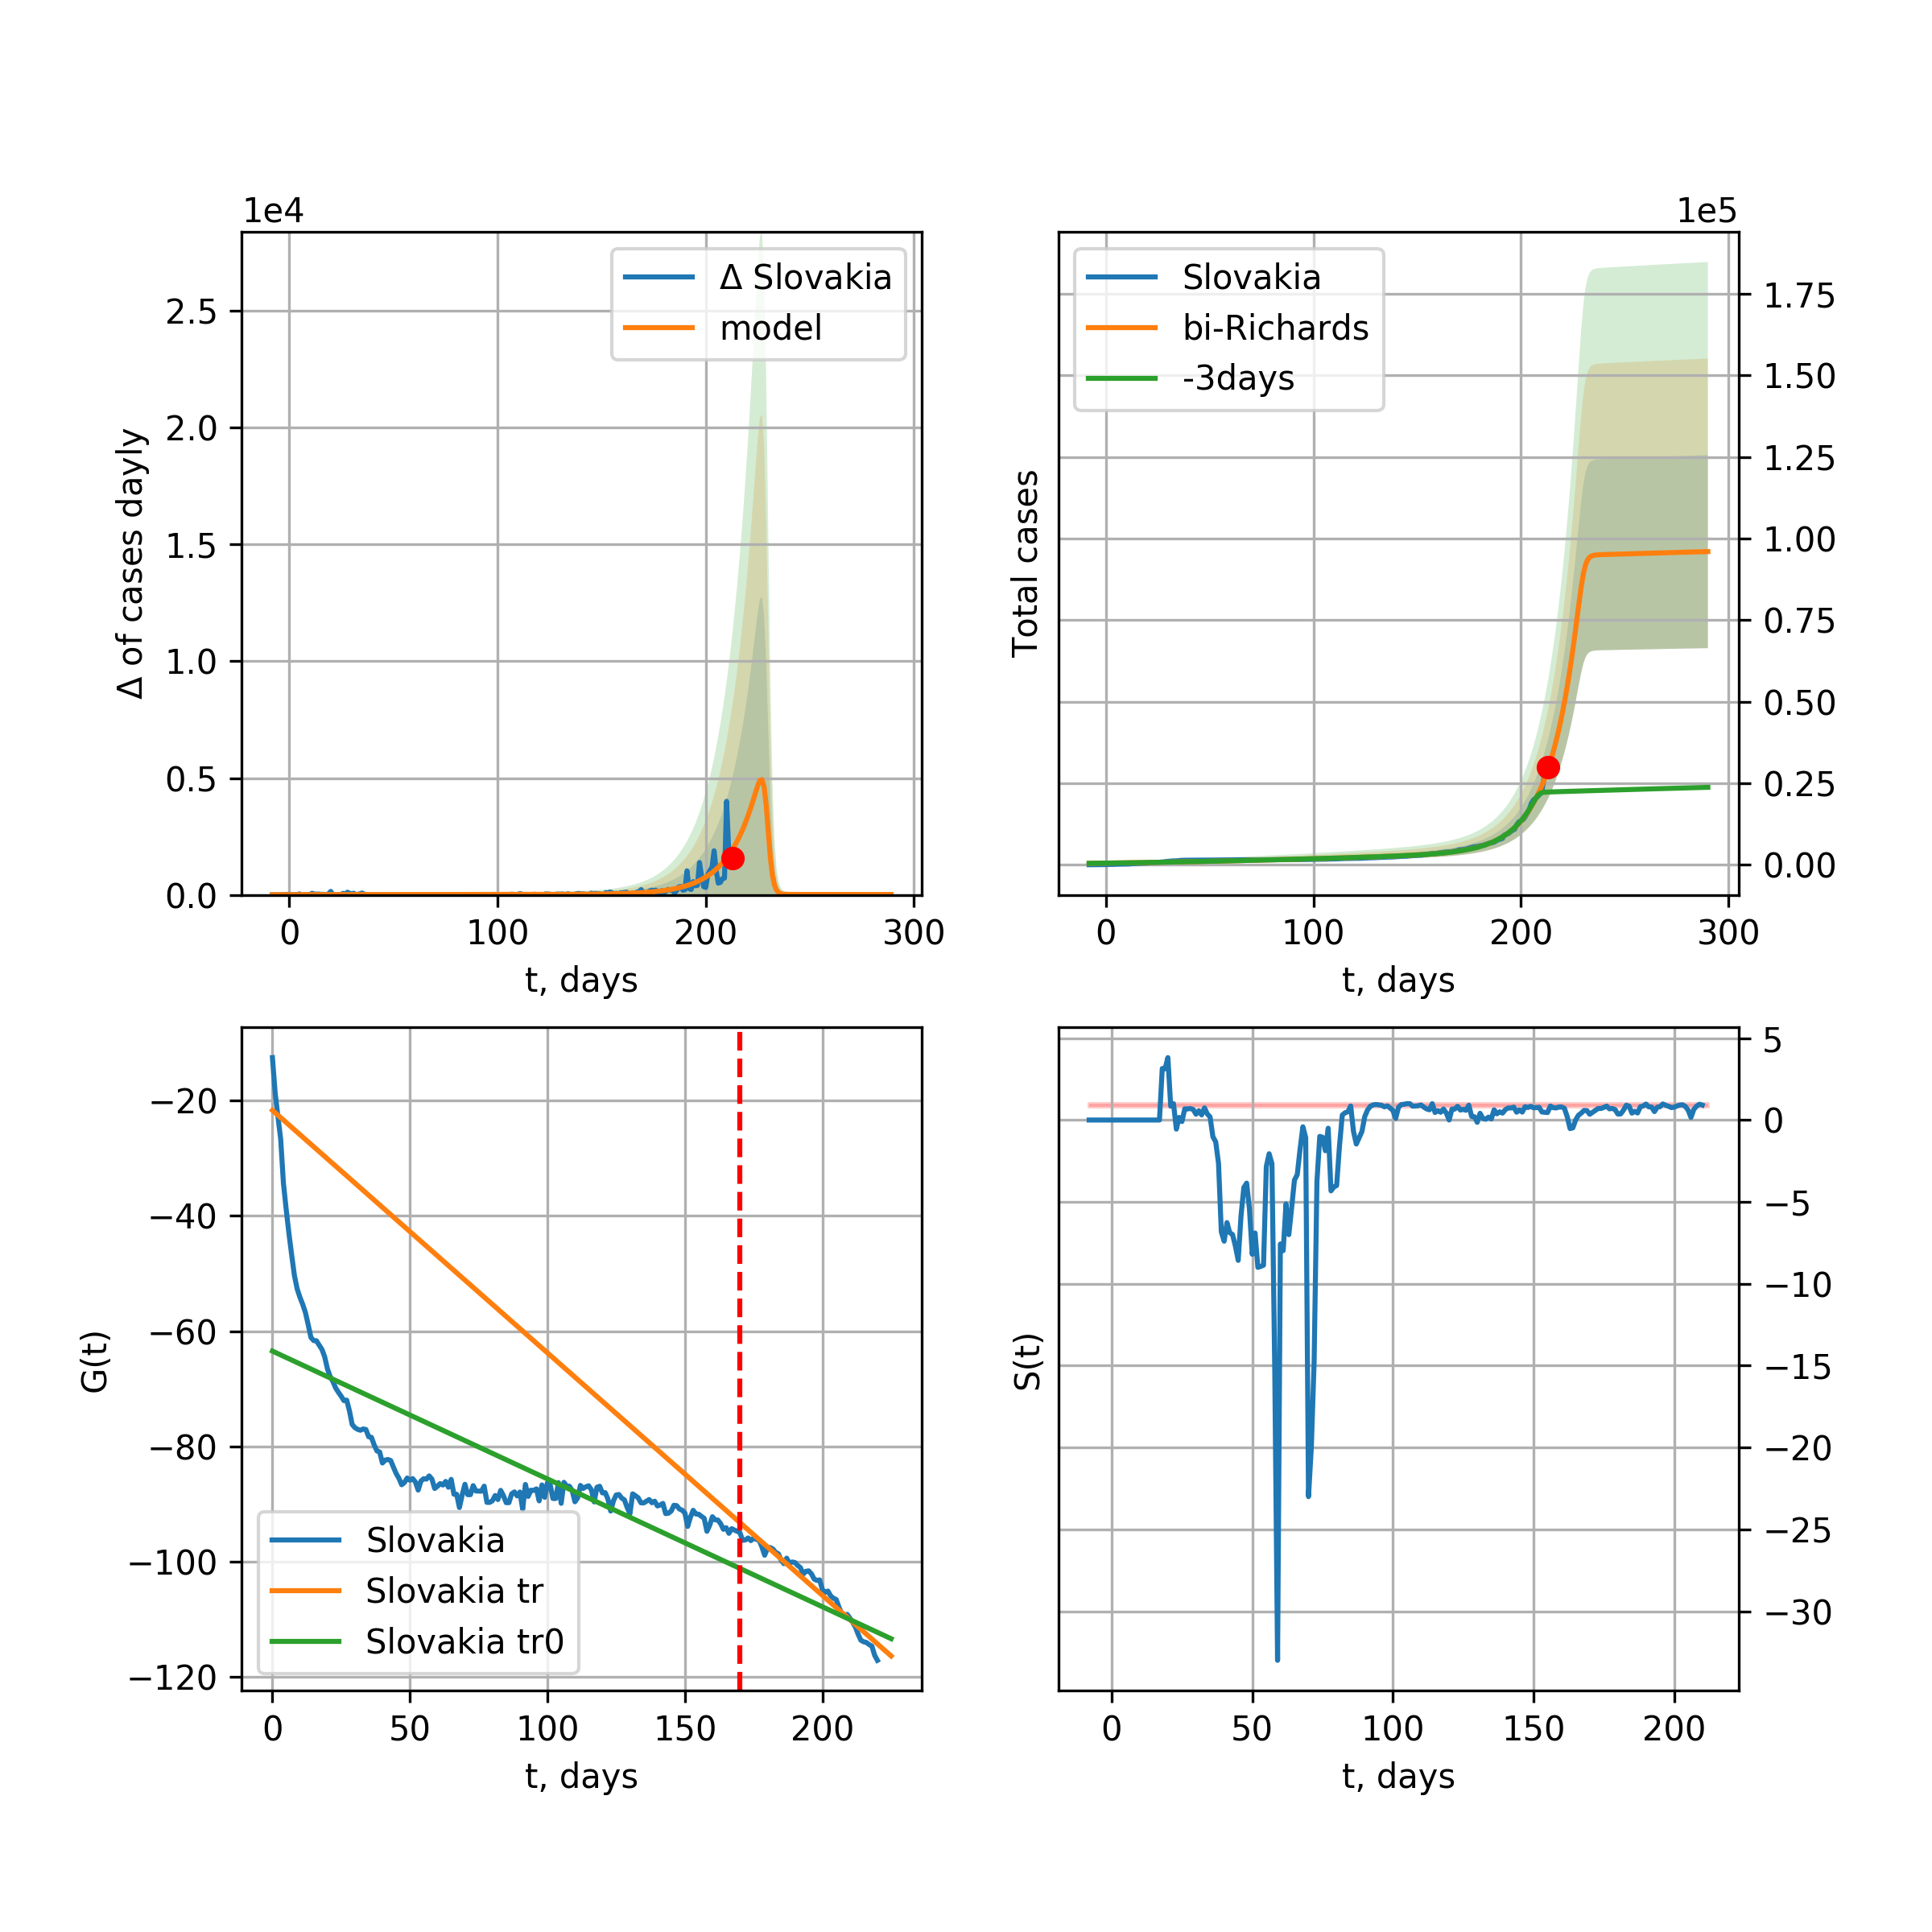 1e4
Δ of cases dayly
2.5
2.0
1.5
1.0
0.5
0.0
0 100 200 300
t, days
Δ Slovakia
model
1e5
Total cases
1.75
1.50
1.25
1.00
0.75
0.50
0.25
0.00
0 100 200 300
t, days
Slovakia
bi-Richards
-3days
G(t)
−20
−40
−60
−80
−100
−120
0 50 100 150 200
t, days
Slovakia
Slovakia tr
Slovakia tr0
S(t)
5
0
−5
−10
−15
−20
−25
−30
0 50 100 150 200
t, days